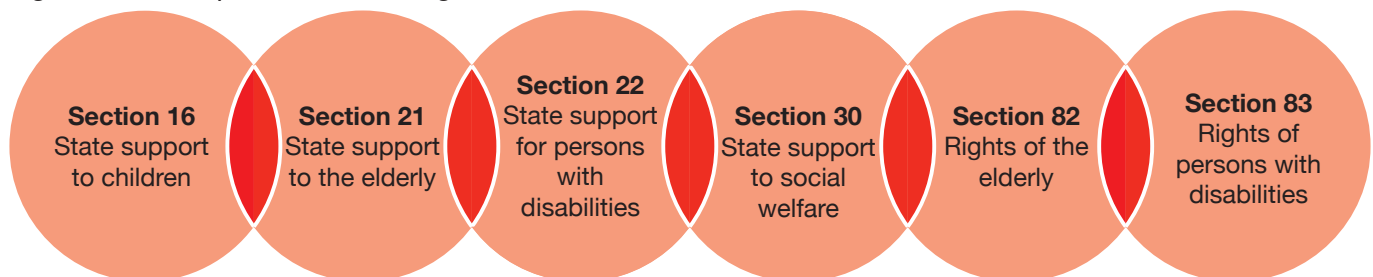 Section 16
State support
to children
Section 21
State support
to the elderly
Section 22
State support
for persons
with
disabilities
Section 30
State support
to social
welfare
Section 82
Rights of the
elderly
Section 83
Rights of
persons with
disabilities